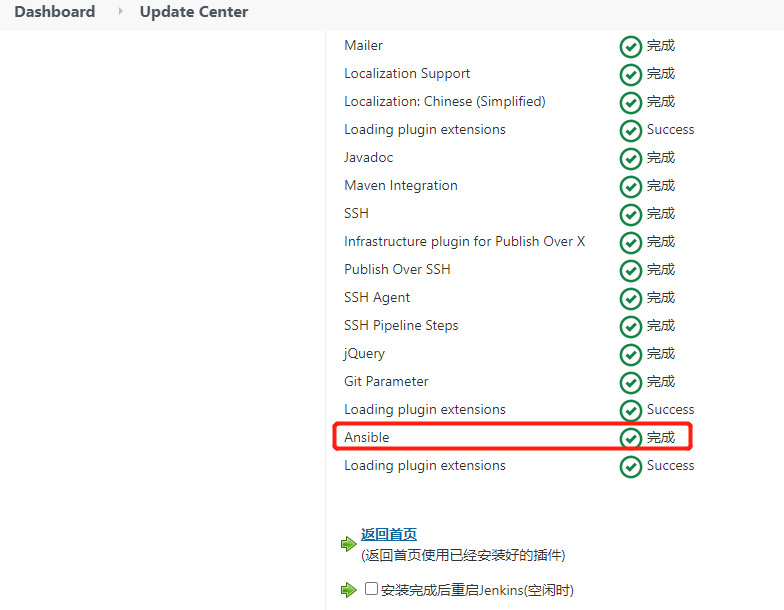 Dashboard Update Center
Mailer 完成
Localization Support 完成
Localization: Chinese (Simplified) 完成
Loading plugin extensions Success
Javadoc 完成
Maven Integration 完成
SSH 完成
Infrastructure plugin for Publish Over X 完成
Publish Over SSH 完成
SSH Agent 完成
SSH Pipeline Steps 完成
jQuery 完成
Git Parameter 完成
Loading plugin extensions Success
Ansible 完成
Loading plugin extensions Success
返回首页
(返回首页使用已经安装好的插件)
安装完成后重启Jenkins(空闲时)